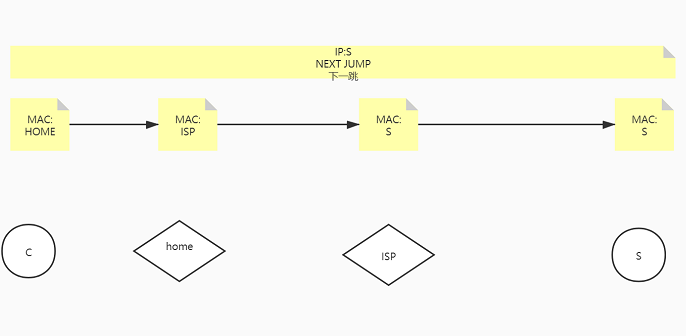 IP:S
NEXT JUMP
下一跳
MAC:
HOME
MAC:
ISP
MAC:
S
MAC:
S
C
home
ISP
S